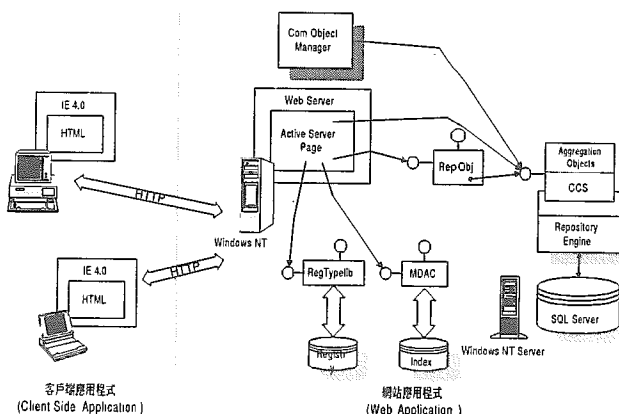 Com Object
Manager
IE 4.0
HTML
Web Server
Active Server
Page
RepObj
Aggregation
Objects
CCS
Repository
Engine
HTTP
Windows NT
HTTP
IE 4.0
HTML
RegTypelib
MDAC
SQL Server
Windows NT Server
Registr
y
Index
客戶端應用程式
(Client Side Application)
網站應用程式
(Web Application)